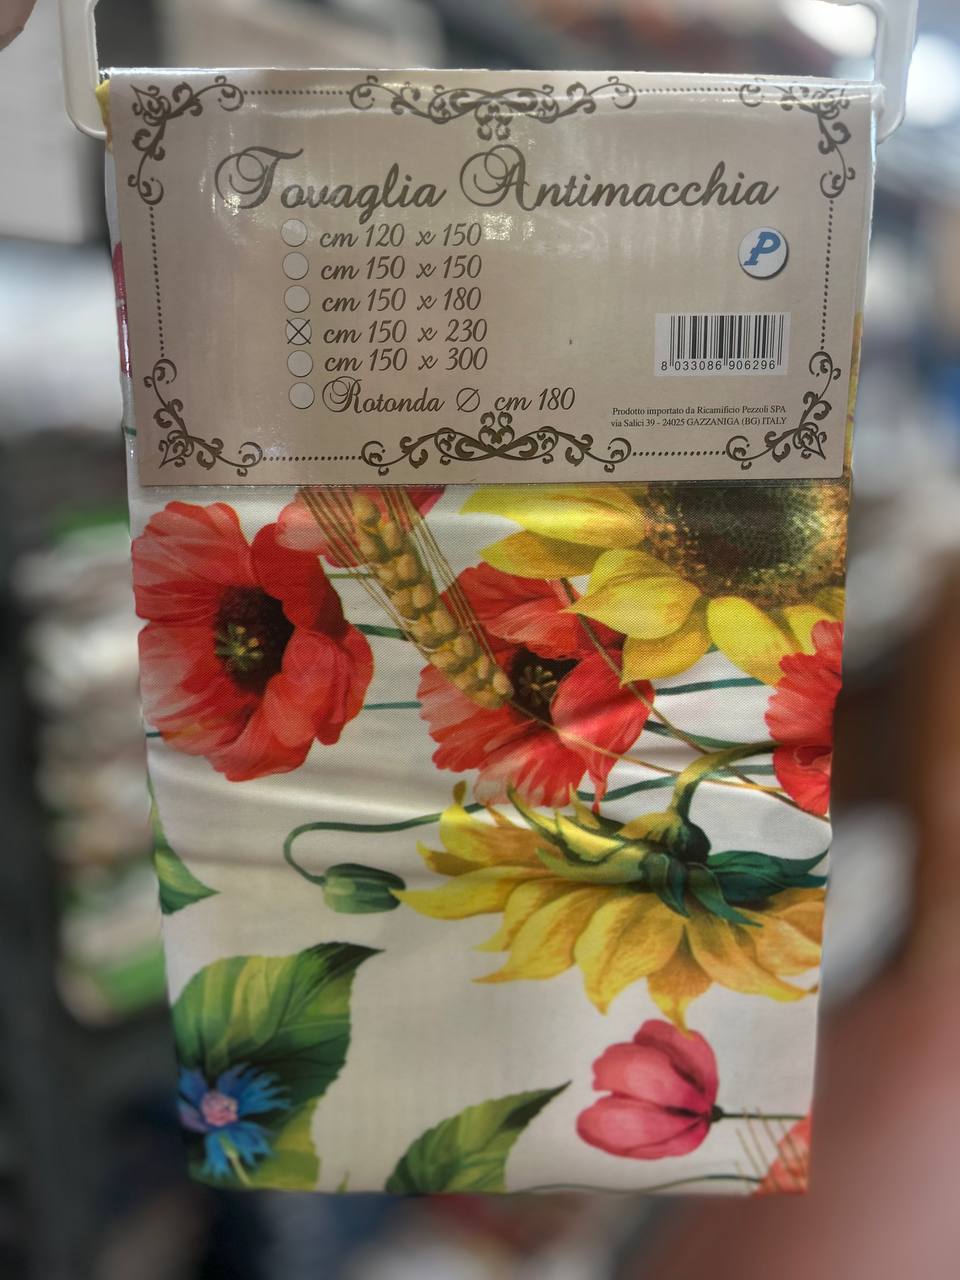 Tovaglia Antimacchia
cm 120 x 150
cm 150 x 150
cm 150 x 180
cm 150 x 230
cm 150 x 300
Rotonda Ø cm 180
P
8 033086 906296
Prodotto importato da Ricamificio Pezzoli SPA
via Salici 39 - 24025 GAZZANIGA (BG) ITALY